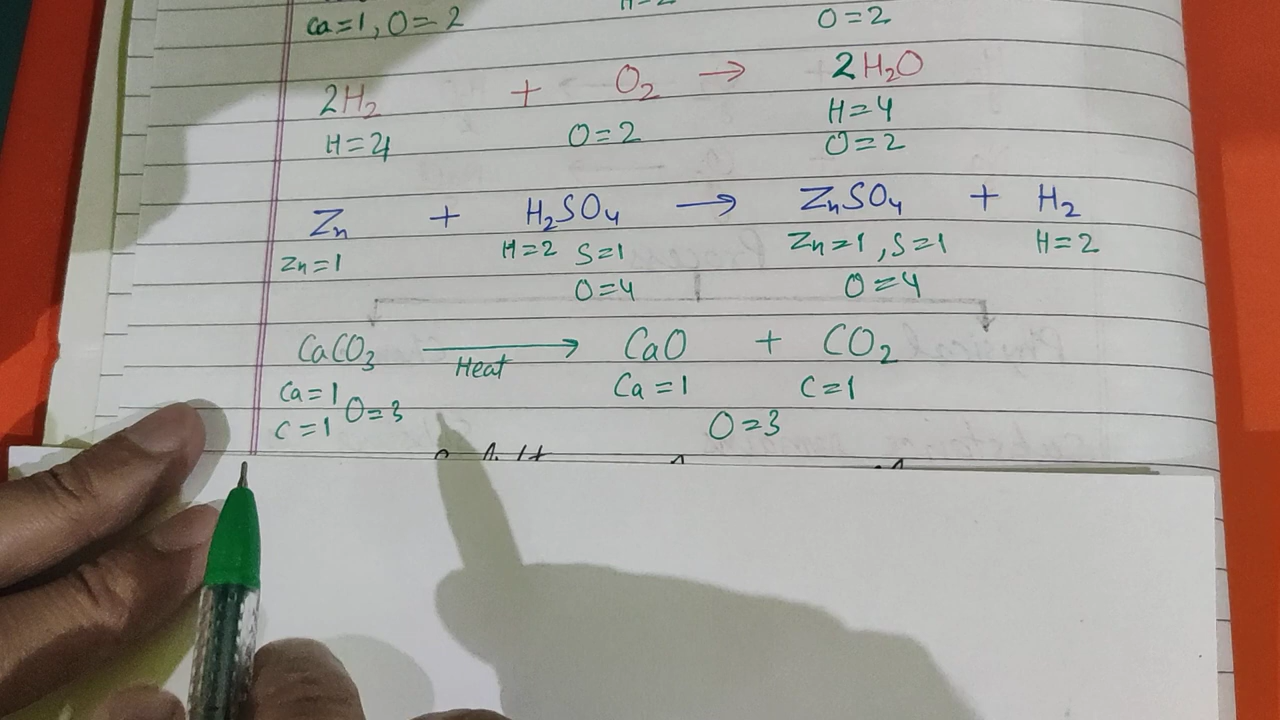 Ca=1, O=2 H=2 O=2
2H₂ + O₂ → 2H₂O
H=4 O=2 H=4
O=2
Zn + H₂SO₄ → ZnSO₄ + H₂
Zn=1 H=2 S=1 Zn=1, S=1 H=2
O=4 O=4
CaCO₃ → CaO + CO₂
Heat
Ca=1 Ca=1 C=1
C=1 O=3 O=3